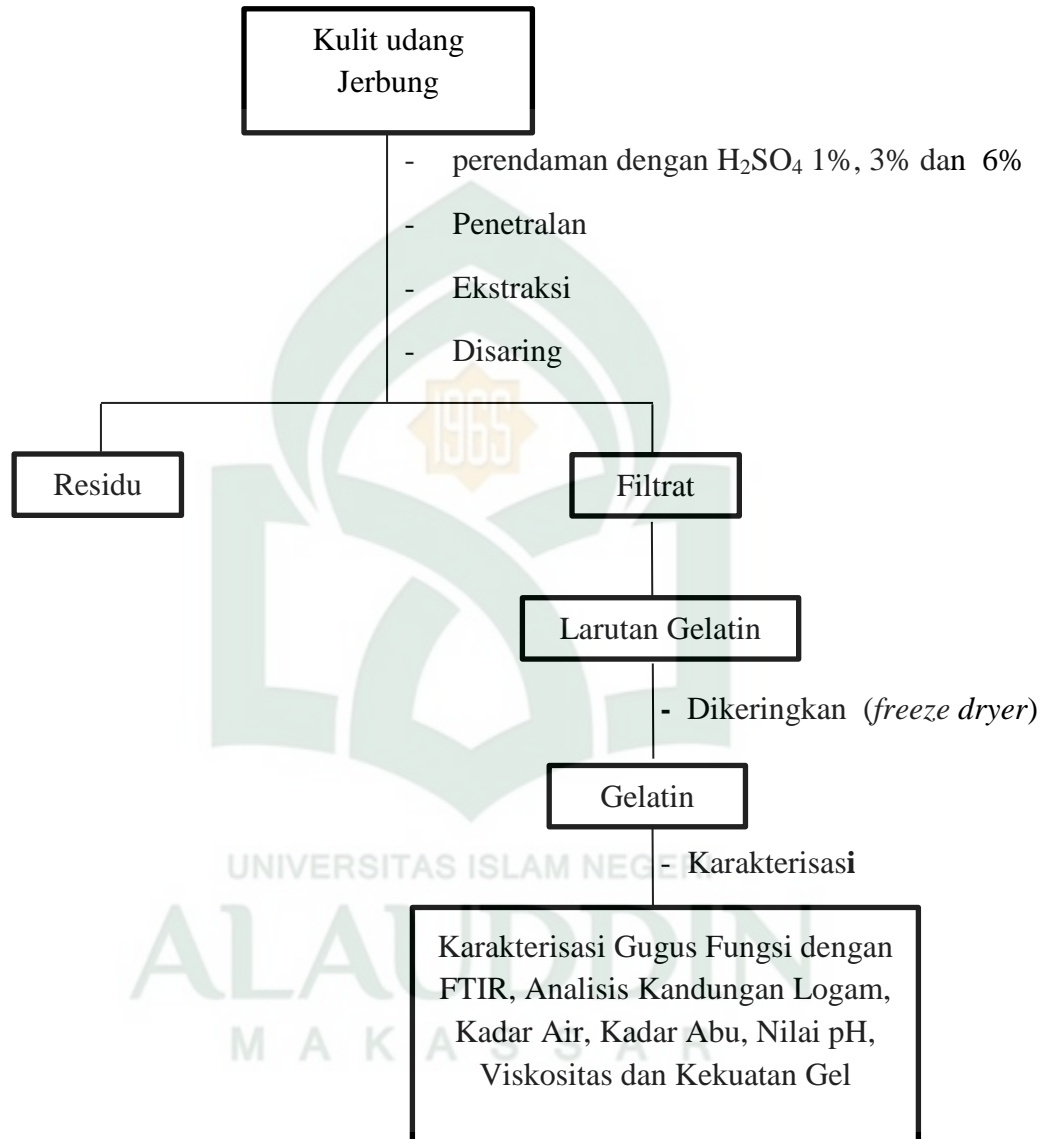 Kulit udang
Jerbung
- perendaman dengan H₂SO₄ 1%, 3% dan 6%
- Penetralan
- Ekstraksi
- Disaring
1965
Residu
Filtrat
Larutan Gelatin
- Dikeringkan (freeze dryer)
Gelatin
UNIVERSITAS ISLAM NEGERI
- Karakterisasi
ALAUDDIN
Karakterisasi Gugus Fungsi dengan
FTIR, Analisis Kandungan Logam,
Kadar Air, Kadar Abu, Nilai pH,
Viskositas dan Kekuatan Gel
MAKASSAR